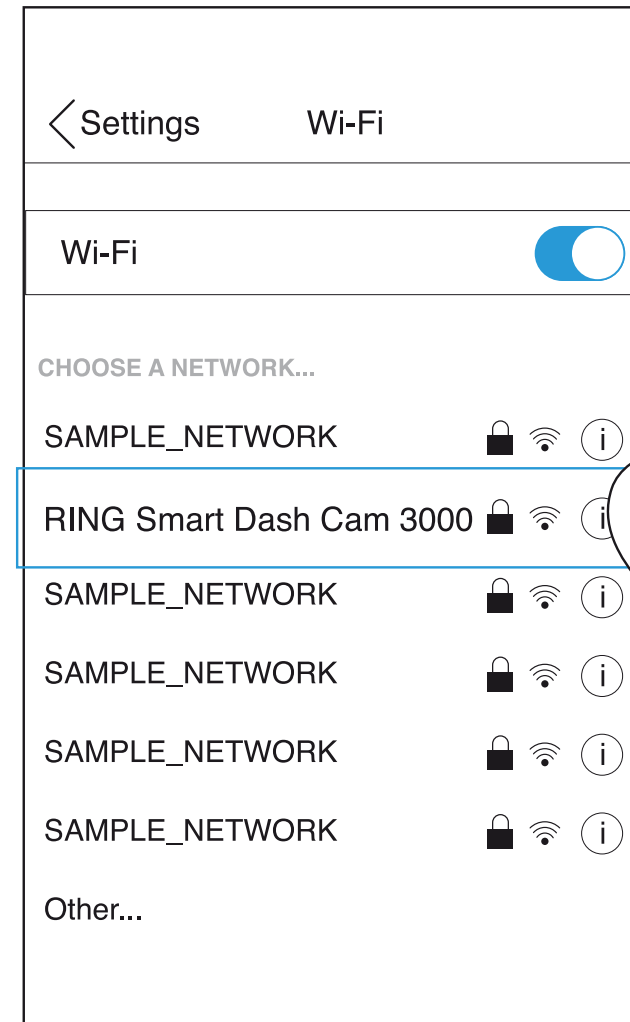 Settings Wi-Fi
Wi-Fi
CHOOSE A NETWORK...
SAMPLE_NETWORK i
RING Smart Dash Cam 3000 i
SAMPLE_NETWORK i
SAMPLE_NETWORK i
SAMPLE_NETWORK i
SAMPLE_NETWORK i
Other...